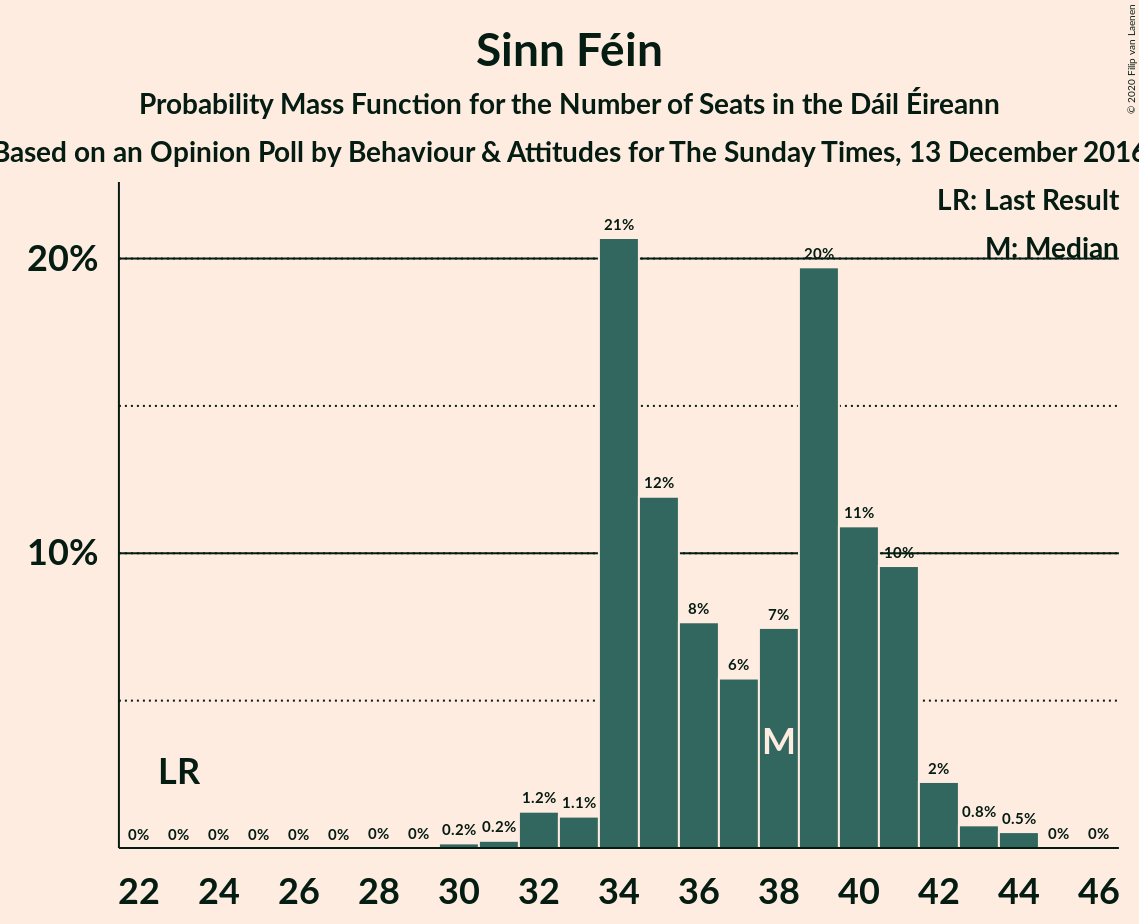 Sinn Féin
Probability Mass Function for the Number of Seats in the Dáil Éireann
Based on an Opinion Poll by Behaviour & Attitudes for The Sunday Times, 13 December 2016
© 2020 Filip van Laenen
LR: Last Result
M: Median
20%
10%
21%
20%
12%
11%
10%
8%
7%
6%
M
LR
2%
1.2%
1.1%
0.8%
0.5%
0% 0% 0% 0% 0% 0% 0% 0% 0.2% 0.2% 0% 0%
22 24 26 28 30 32 34 36 38 40 42 44 46